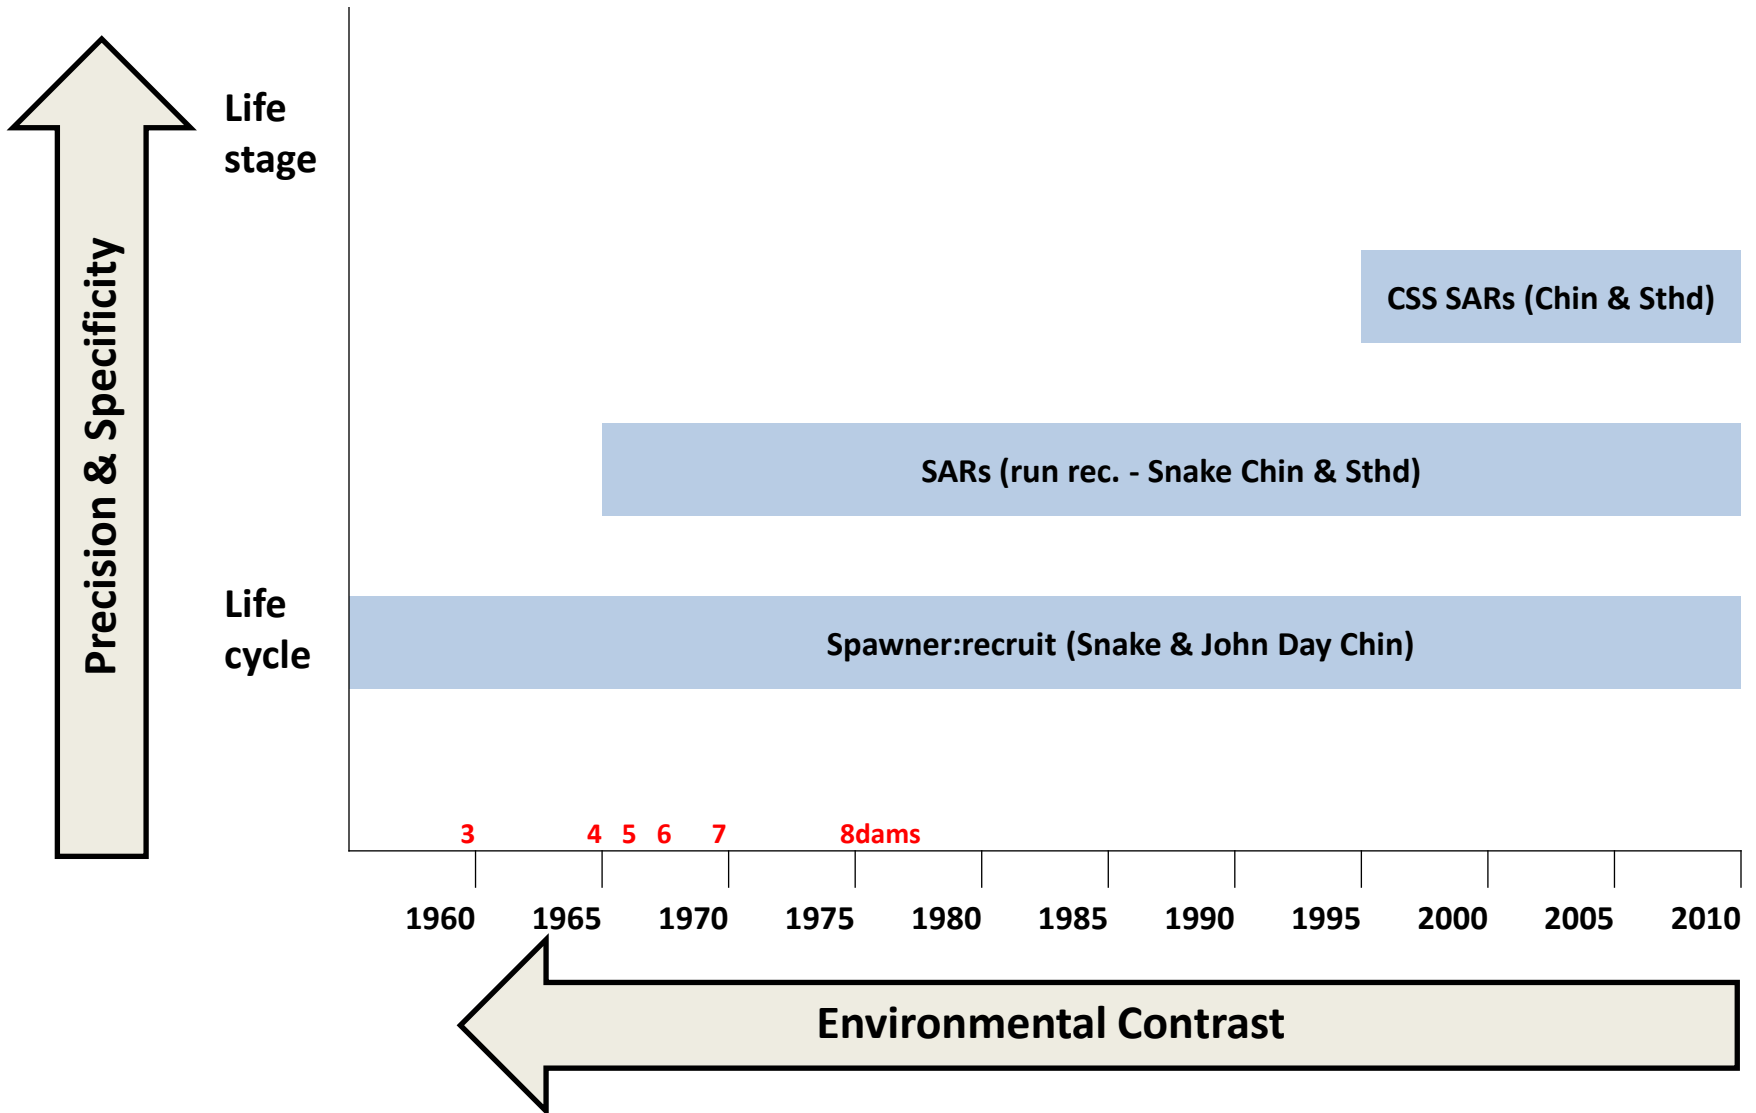 Precision & Specificity
Life
stage
CSS SARs (Chin & Sthd)
SARs (run rec. - Snake Chin & Sthd)
Life
cycle
Spawner:recruit (Snake & John Day Chin)
3 4 5 6 7 8dams
1960 1965 1970 1975 1980 1985 1990 1995 2000 2005 2010
Environmental Contrast